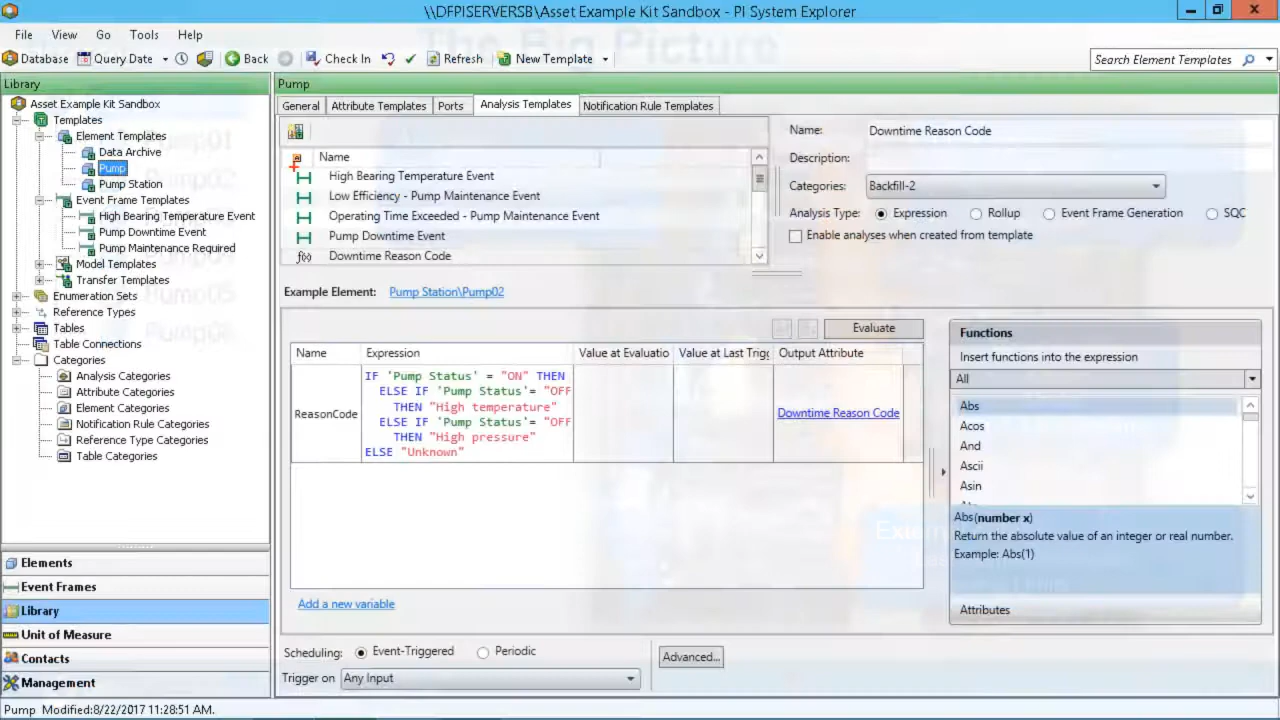 \\DFPISERVERSB\Asset Example Kit Sandbox - PI System Explorer
File View Go Tools Help
The Big Picture
Database Query Date Back Check In Refresh New Template Search Element Templates
Library
Asset Example Kit Sandbox
Templates
Element Templates
Data Archive
Pump
Pump Station
Event Frame Templates
High Bearing Temperature Event
Pump Downtime Event
Pump Maintenance Required
Model Templates
Transfer Templates
Enumeration Sets
Reference Types
Tables
Table Connections
Categories
Analysis Categories
Attribute Categories
Element Categories
Notification Rule Categories
Reference Type Categories
Table Categories
Pump01
Pump02
Pump05
Elements
Event Frames
Library
Unit of Measure
Contacts
Management
Pump
General Attribute Templates Ports Analysis Templates Notification Rule Templates
Name
High Bearing Temperature Event
Low Efficiency - Pump Maintenance Event
Operating Time Exceeded - Pump Maintenance Event
Pump Downtime Event
f(x) Downtime Reason Code
Name: Downtime Reason Code
Description:
Categories: Backfill-2
Analysis Type: Expression Rollup Event Frame Generation SQC
Enable analyses when created from template
Example Element: Pump Station\Pump02
Evaluate
Name Expression Value at Evaluatio Value at Last Trigg Output Attribute
IF 'Pump Status' = "ON" THEN
ELSE IF 'Pump Status'= "OFF
THEN "High temperature"
ReasonCode
Downtime Reason Code
ELSE IF 'Pump Status'= "OFF
THEN "High pressure"
ELSE "Unknown"
Add a new variable
Functions
Insert functions into the expression
All
Abs
Acos
And
Ascii
Asin
Abs(number x)
Return the absolute value of an integer or real number.
Example: Abs(1)
Attributes
Scheduling: Event-Triggered Periodic
Advanced...
Trigger on Any Input
Pump Modified:8/22/2017 11:28:51 AM.